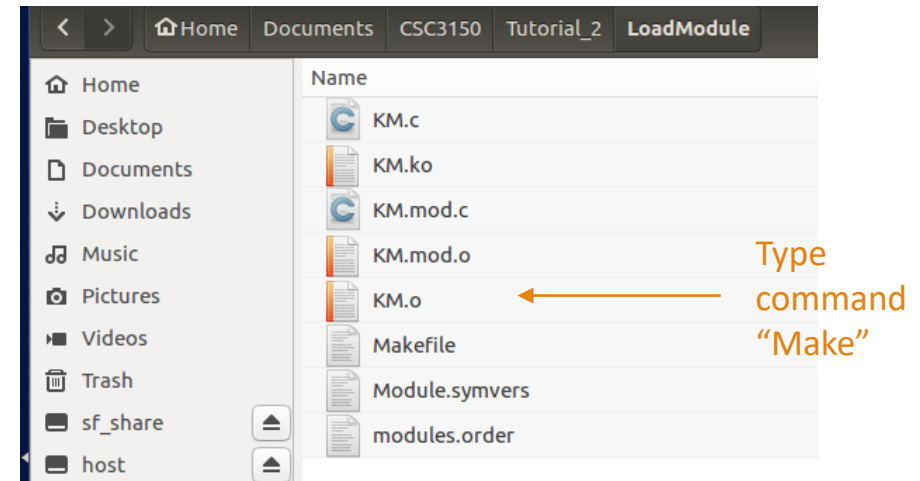 Home Documents CSC3150 Tutorial_2 LoadModule
Name
Home
Desktop
Documents
Downloads
Music
Pictures
Videos
Trash
sf_share
host
KM.c
KM.ko
KM.mod.c
KM.mod.o
KM.o
Makefile
Module.symvers
modules.order
Type
command
“Make”